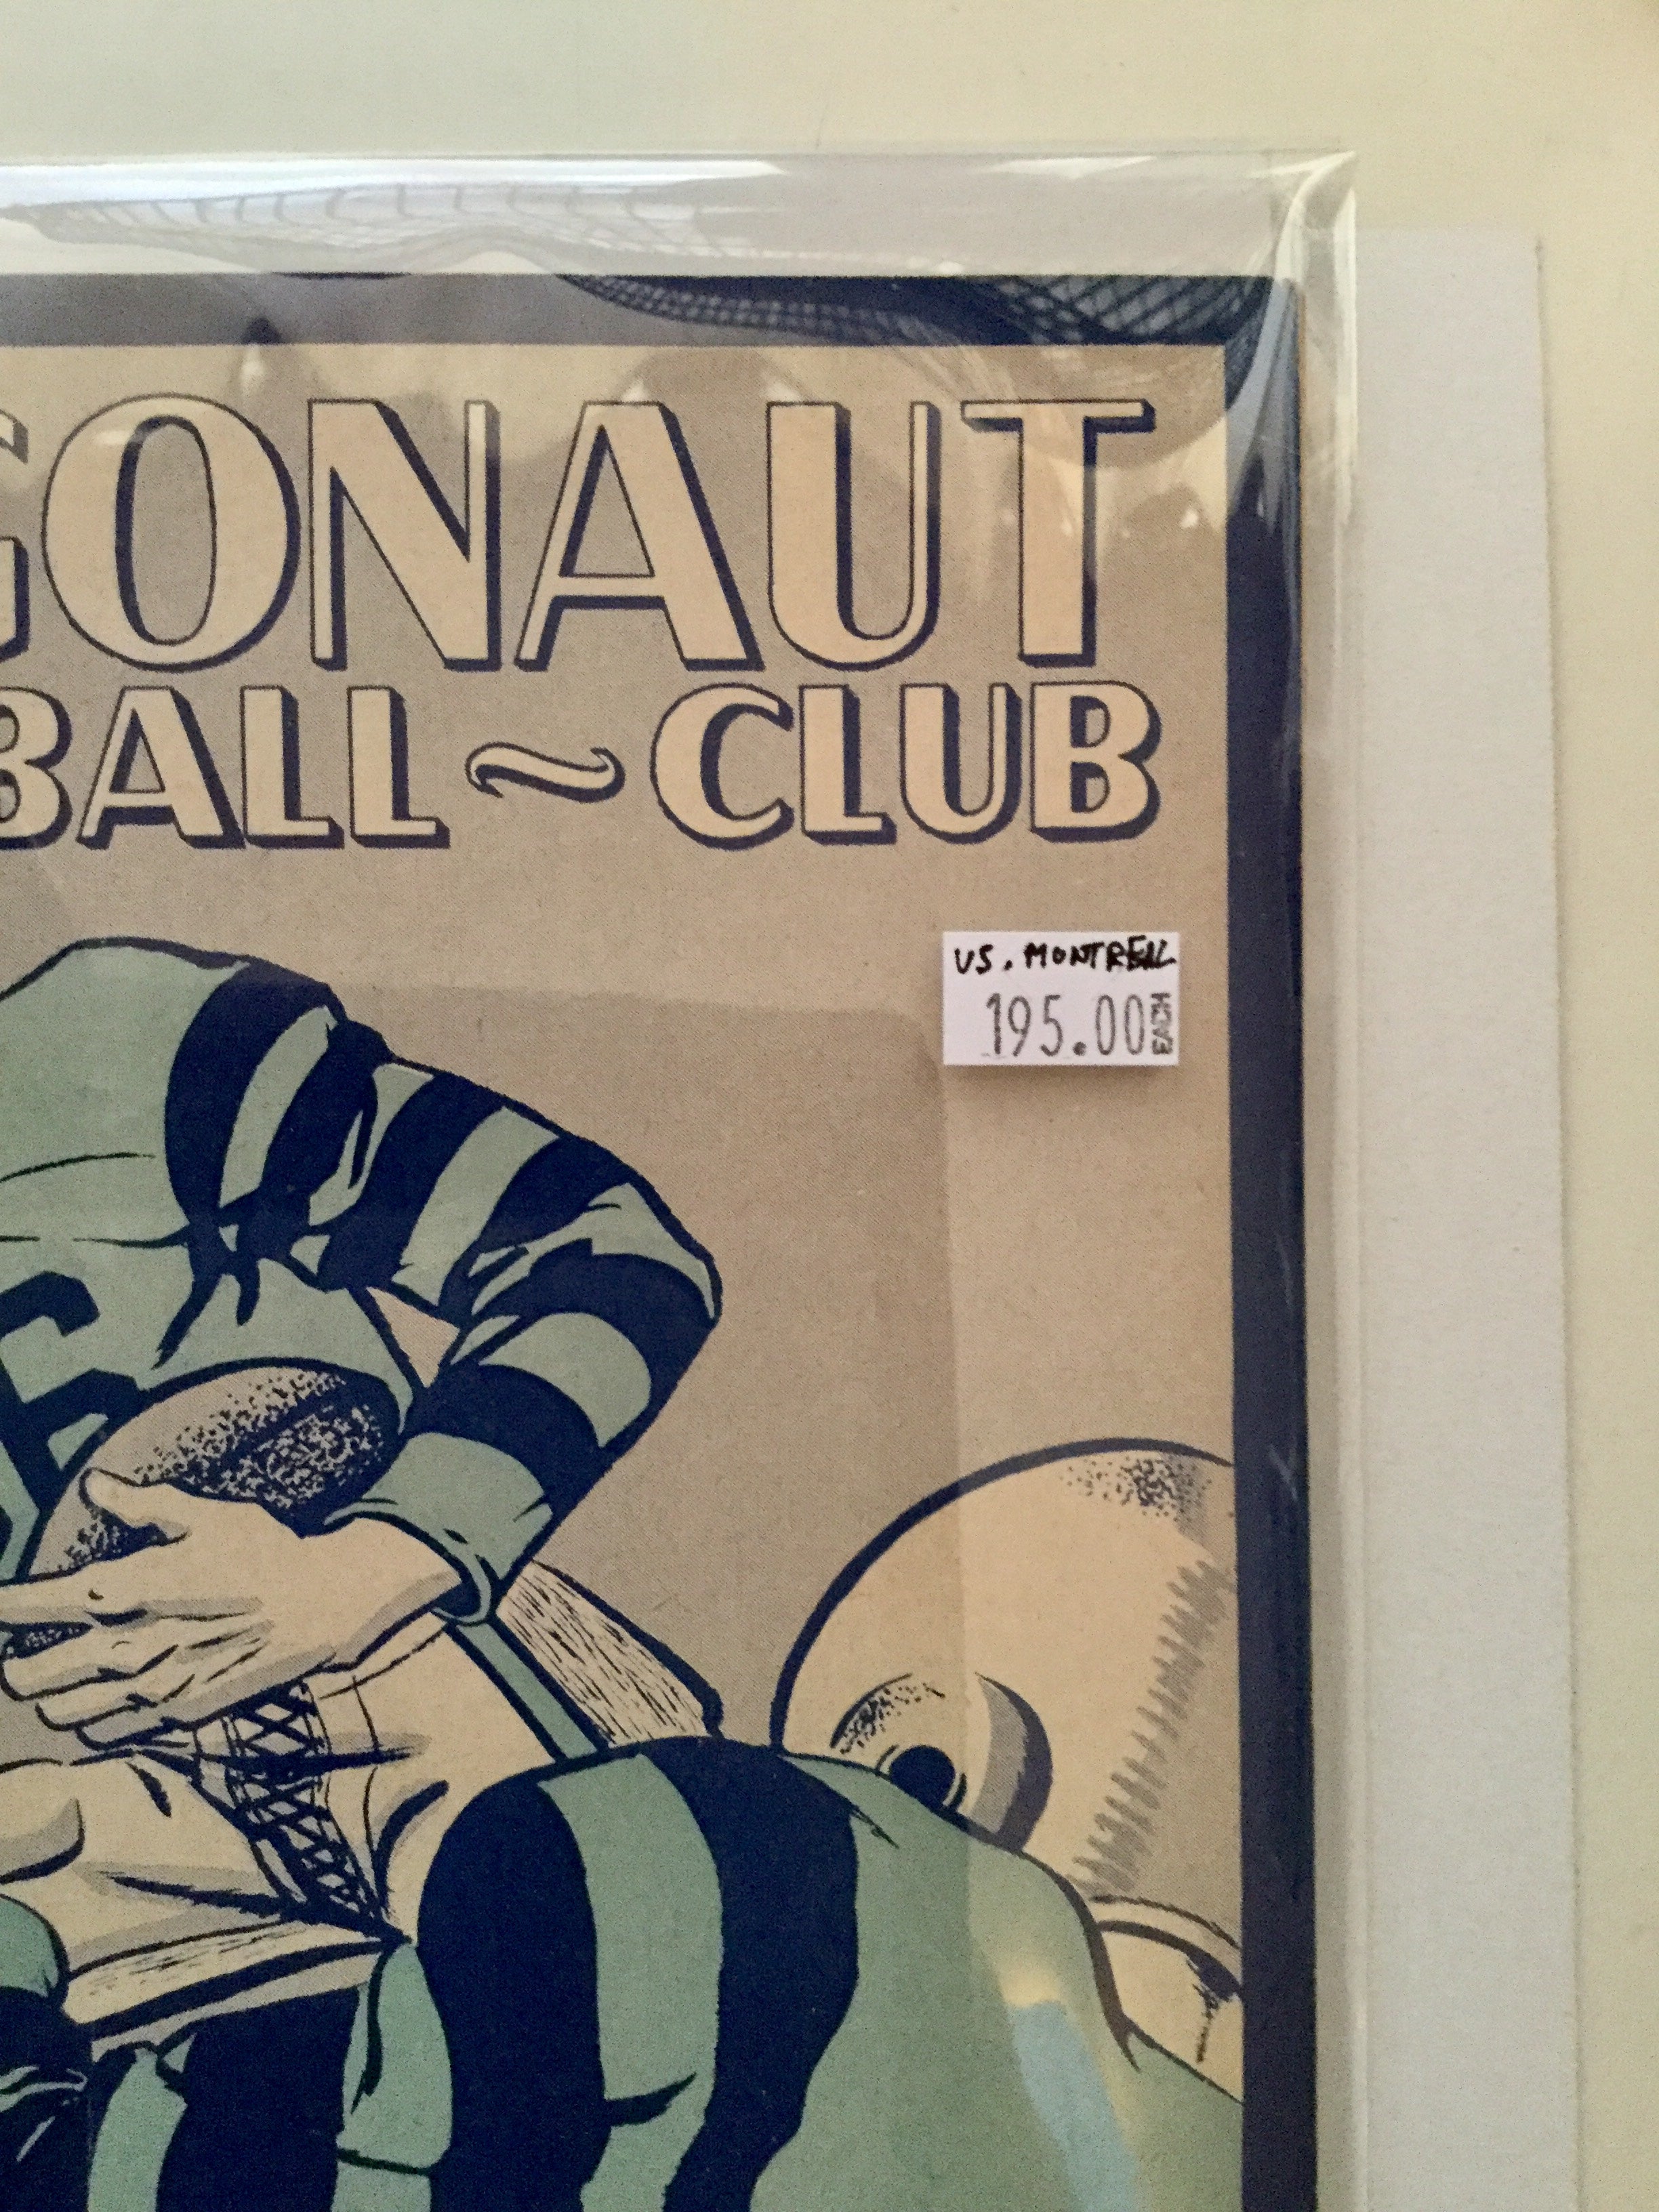 GONAUT
BALL ~ CLUB
VS. MONTREAL
195.00 EACH